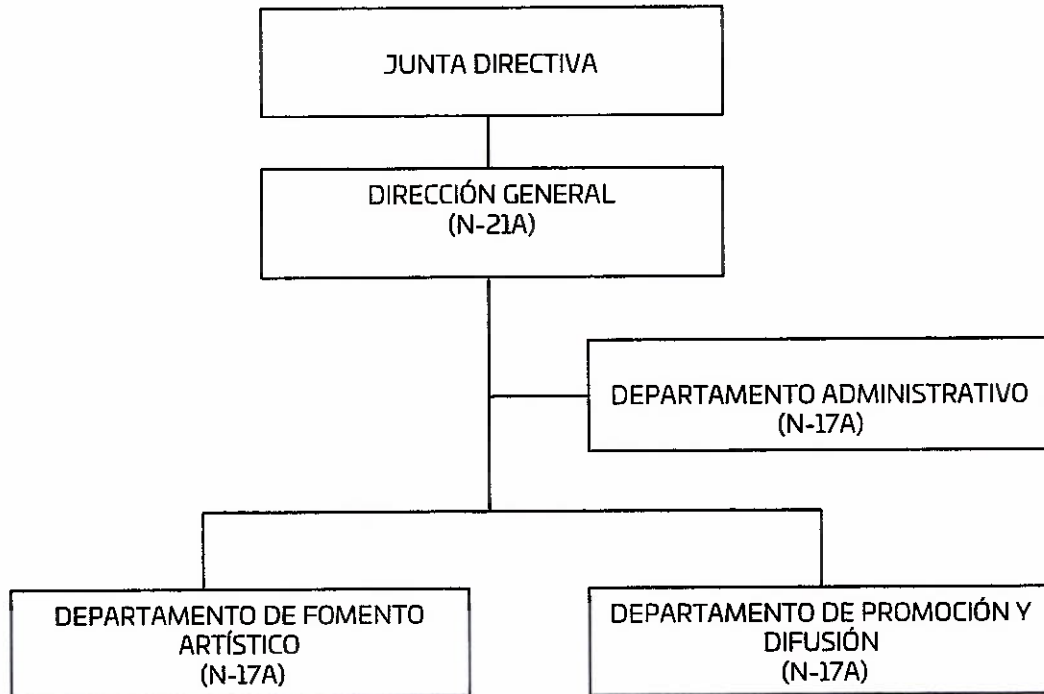 JUNTA DIRECTIVA
DIRECCIÓN GENERAL
(N-21A)
DEPARTAMENTO ADMINISTRATIVO
(N-17A)
DEPARTAMENTO DE FOMENTO
ARTÍSTICO
(N-17A)
DEPARTAMENTO DE PROMOCIÓN Y
DIFUSIÓN
(N-17A)